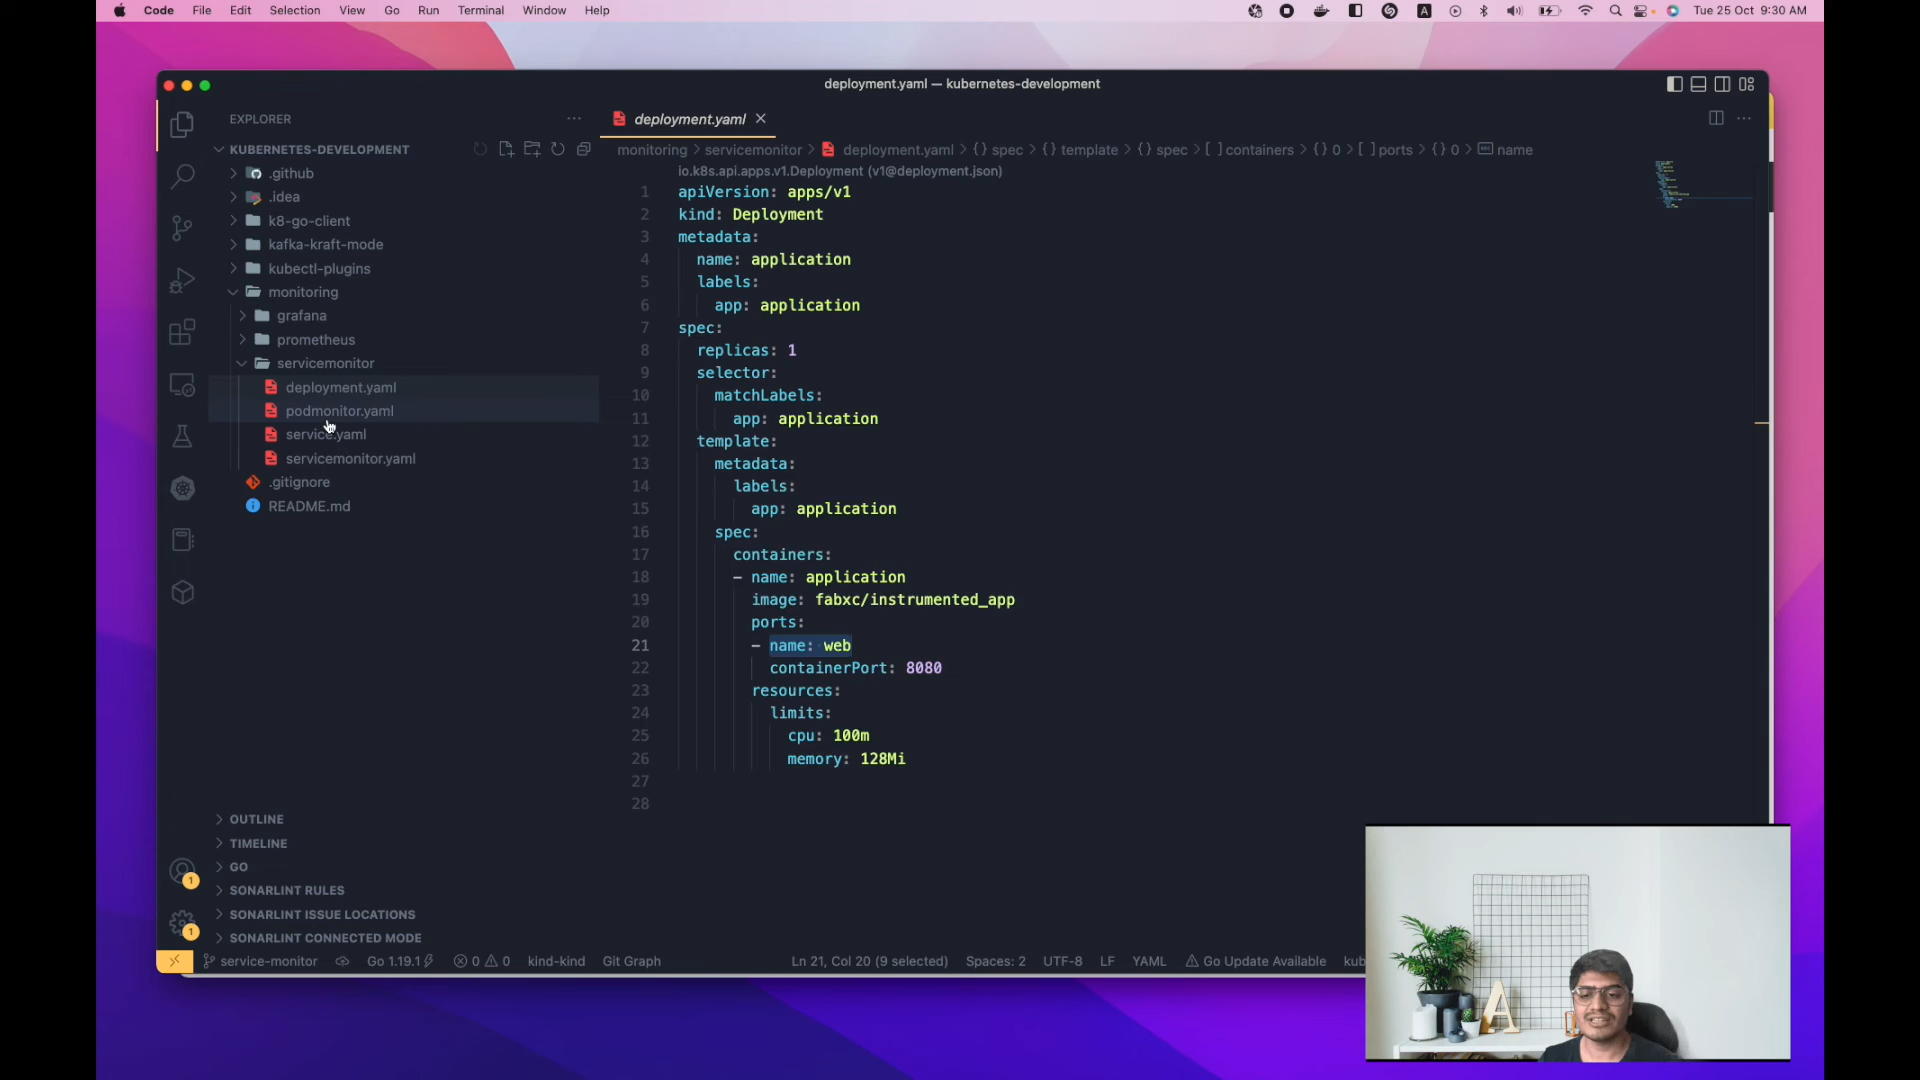 Code File Edit Selection View Go Run Terminal Window Help Tue 25 Oct 9:30 AM
deployment.yaml — kubernetes-development
EXPLORER
KUBERNETES-DEVELOPMENT
.github
.idea
k8-go-client
kafka-kraft-mode
kubectl-plugins
monitoring
grafana
prometheus
servicemonitor
deployment.yaml
podmonitor.yaml
service.yaml
servicemonitor.yaml
.gitignore
README.md
OUTLINE
TIMELINE
GO
SONARLINT RULES
SONARLINT ISSUE LOCATIONS
SONARLINT CONNECTED MODE
1
1
deployment.yaml
monitoring > servicemonitor > deployment.yaml > {} spec > {} template > {} spec > [ ] containers > {} 0 > [ ] ports > {} 0 > name
io.k8s.api.apps.v1.Deployment (v1@deployment.json)
1 apiVersion: apps/v1
2 kind: Deployment
3 metadata:
4 name: application
5 labels:
6 app: application
7 spec:
8 replicas: 1
9 selector:
10 matchLabels:
11 app: application
12 template:
13 metadata:
14 labels:
15 app: application
16 spec:
17 containers:
18 - name: application
19 image: fabxc/instrumented_app
20 ports:
21 - name: web
22 containerPort: 8080
23 resources:
24 limits:
25 cpu: 100m
26 memory: 128Mi
27
28
service-monitor Go 1.19.1 0 0 kind-kind Git Graph Ln 21, Col 20 (9 selected) Spaces: 2 UTF-8 LF YAML Go Update Available kub
A